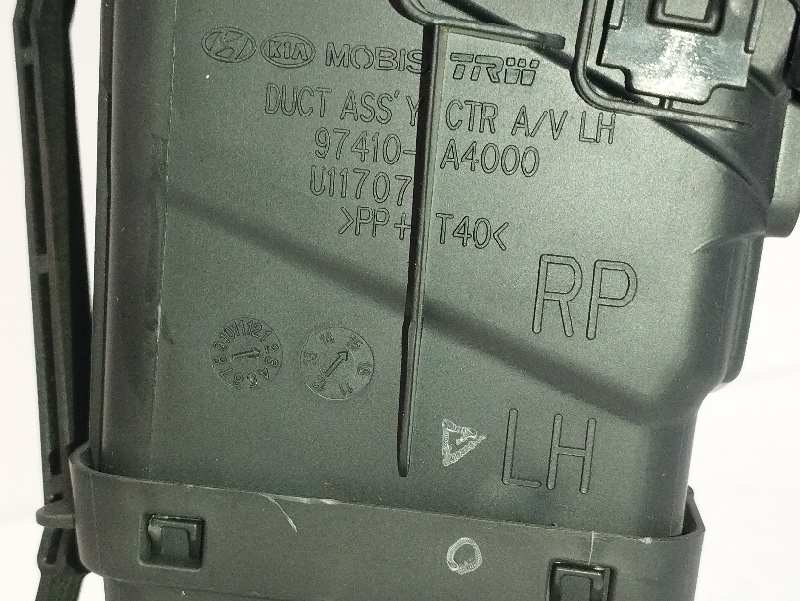 KIA MOBIS TRW
DUCT ASS'Y CTR A/V LH
97410-A4000
U11707
>PP+T40<
RP
LH